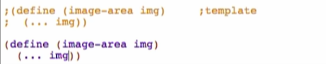 ;(define (image-area img)     ;template
;  (... img))
(define (image-area img)
  (... img))